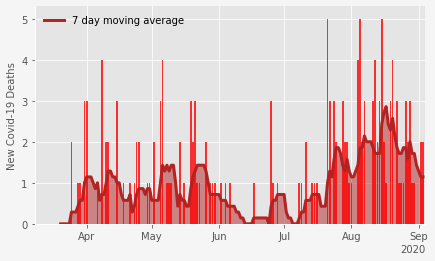 7 day moving average
New Covid-19 Deaths
5
4
3
2
1
0
Apr
May
Jun
Jul
Aug
Sep
2020